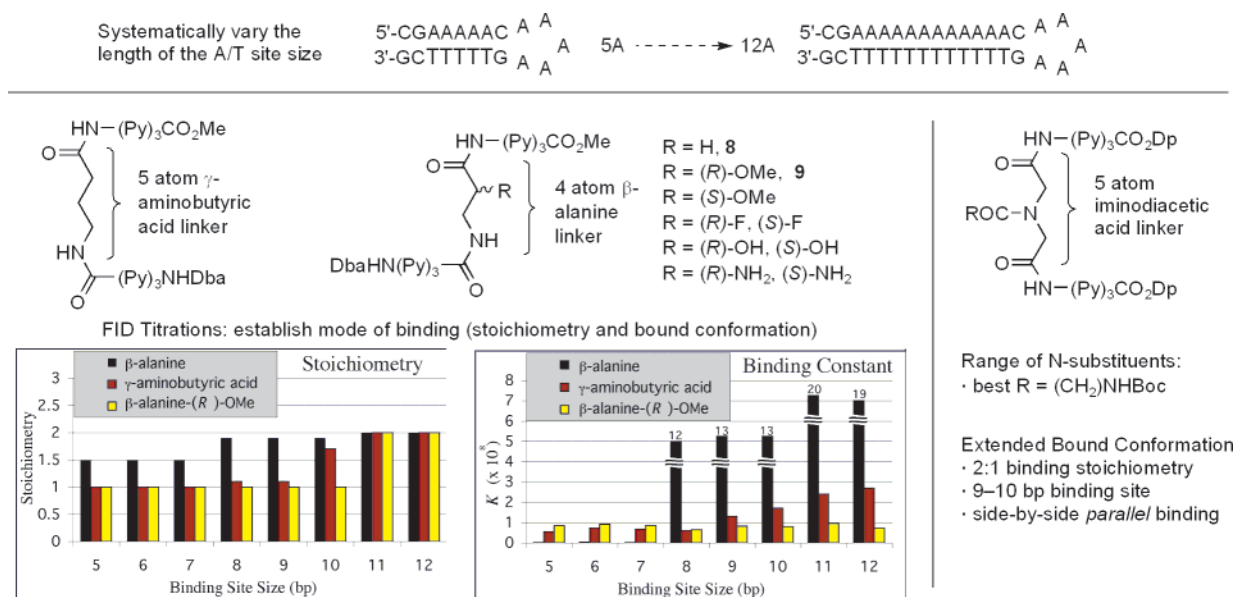 Systematically vary the
length of the A/T site size
5'-CGAAAAAC A A
A
3'-GCTTTTTG A A
5A
12A
5'-CGAAAAAAAAAAAAC A A
A
3'-GCTTTTTTTTTTTTG A A
HN—(Py)₃CO₂Me
O
5 atom γ-
aminobutyric
acid linker
HN
(Py)₃NHDba
O
HN—(Py)₃CO₂Me
O
R
4 atom β-
alanine
linker
NH
DbaHN(Py)₃
O
R = H, 8
R = (R)-OMe, 9
R = (S)-OMe
R = (R)-F, (S)-F
R = (R)-OH, (S)-OH
R = (R)-NH₂, (S)-NH₂
HN—(Py)₃CO₂Dp
O
ROC—N
5 atom
iminodiacetic
acid linker
O
HN—(Py)₃CO₂Dp
FID Titrations: establish mode of binding (stoichiometry and bound conformation)
Stoichiometry
β-alanine
γ-aminobutyric acid
β-alanine-(R )-OMe
Stoichiometry
3
2.5
2
1.5
1
0.5
0
5 6 7 8 9 10 11 12
Binding Site Size (bp)
Binding Constant
β-alanine
γ-aminobutyric acid
β-alanine-(R )-OMe
K (x 10⁸)
8
7
6
5
4
3
2
1
0
12 13 13 20 19
5 6 7 8 9 10 11 12
Binding Site Size (bp)
Range of N-substituents:
· best R = (CH₂)NHBoc
Extended Bound Conformation
· 2:1 binding stoichiometry
· 9–10 bp binding site
· side-by-side parallel binding